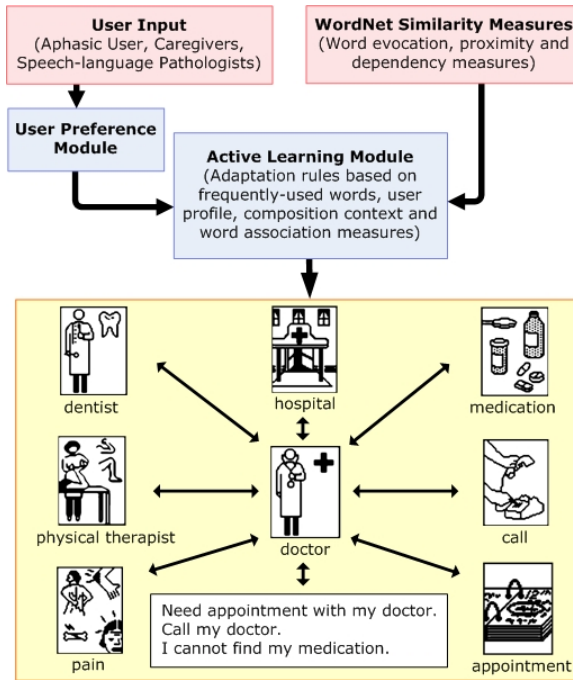 User Input
(Aphasic User, Caregivers,
Speech-language Pathologists)
WordNet Similarity Measures
(Word evocation, proximity and
dependency measures)
User Preference
Module
Active Learning Module
(Adaptation rules based on
frequently-used words, user
profile, composition context and
word association measures)
dentist
hospital
medication
physical therapist
doctor
call
pain
Need appointment with my doctor.
Call my doctor.
I cannot find my medication.
appointment